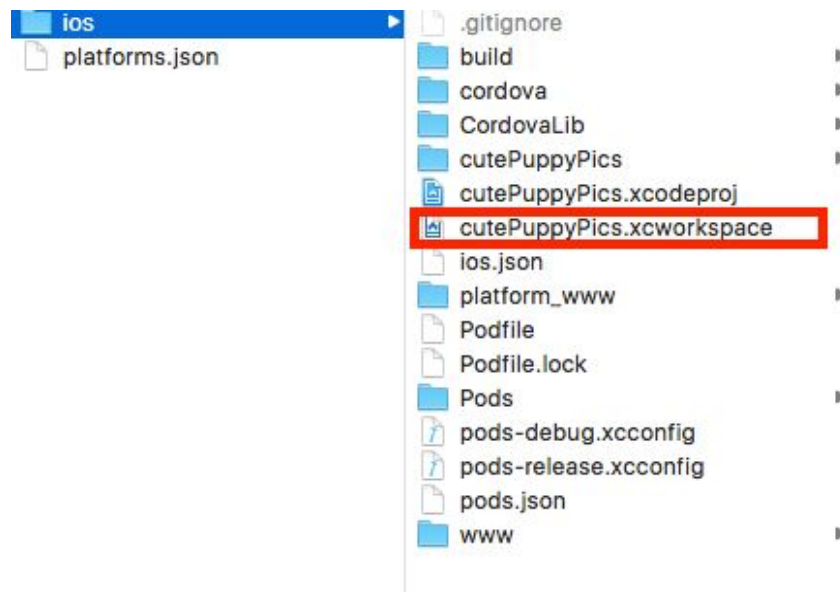 ios
platforms.json
.gitignore
build
cordova
CordovaLib
cutePuppyPics
cutePuppyPics.xcodeproj
cutePuppyPics.xcworkspace
ios.json
platform_www
Podfile
Podfile.lock
Pods
pods-debug.xcconfig
pods-release.xcconfig
pods.json
www